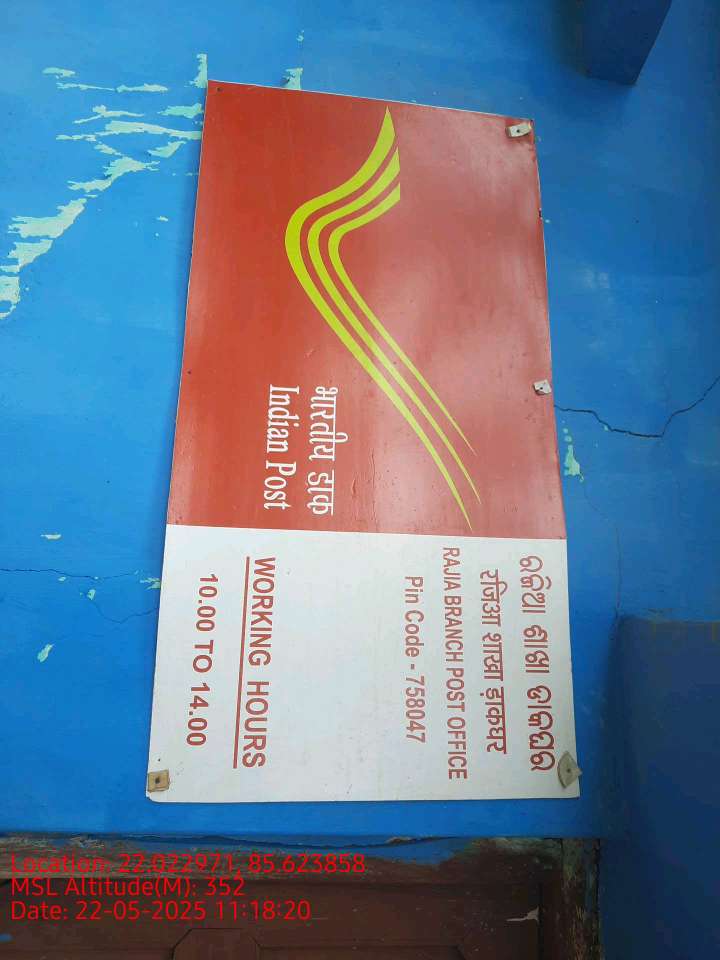 भारतीय डाक
Indian Post
ରଜିଆ ଶାଖା ଡାକଘର
रजिआ शाखा ड़ाकघर
RAJIA BRANCH POST OFFICE
Pin Code - 758047
WORKING HOURS
10.00 TO 14.00
Location: 22.022971, 85.623858
MSL Altitude(M): 352
Date: 22-05-2025 11:18:20